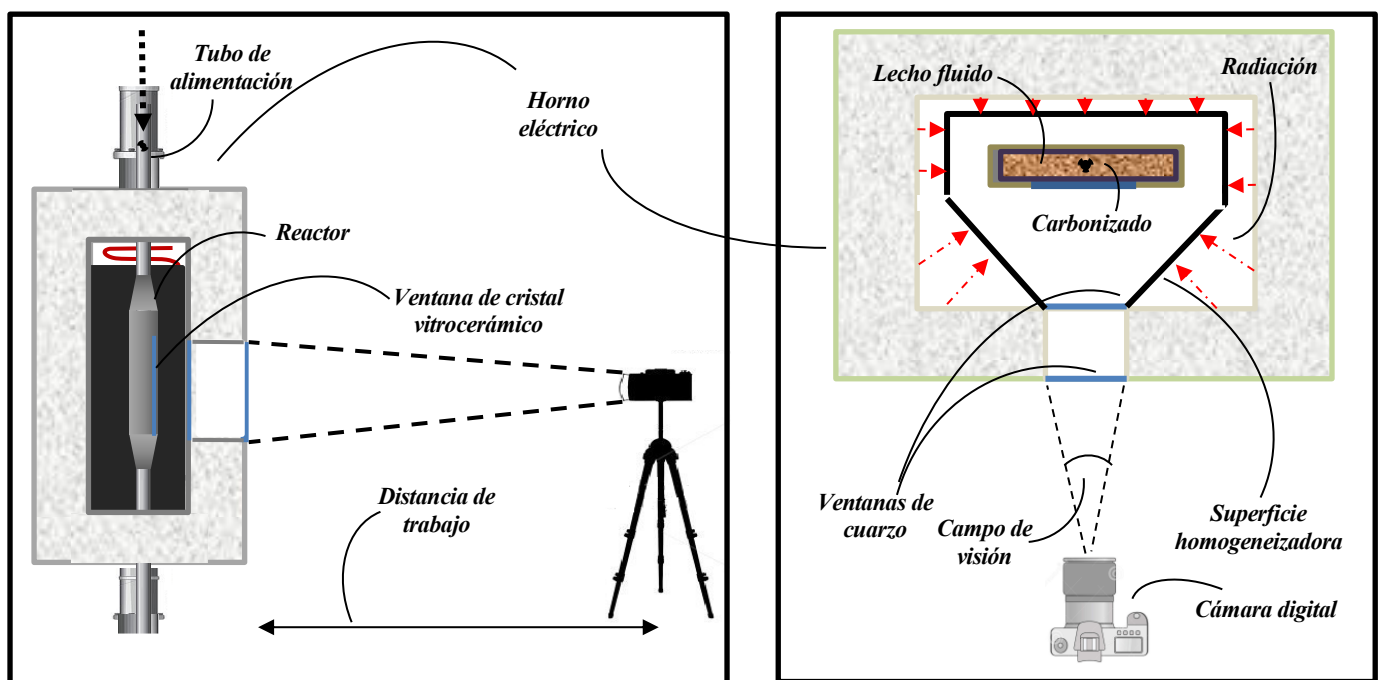 Tubo de
alimentación
Horno
eléctrico
Reactor
Ventana de cristal
vitrocerámico
Distancia de
trabajo
Lecho fluido
Radiación
Carbonizado
Ventanas de
cuarzo
Campo de
visión
Superficie
homogeneizadora
Cámara digital